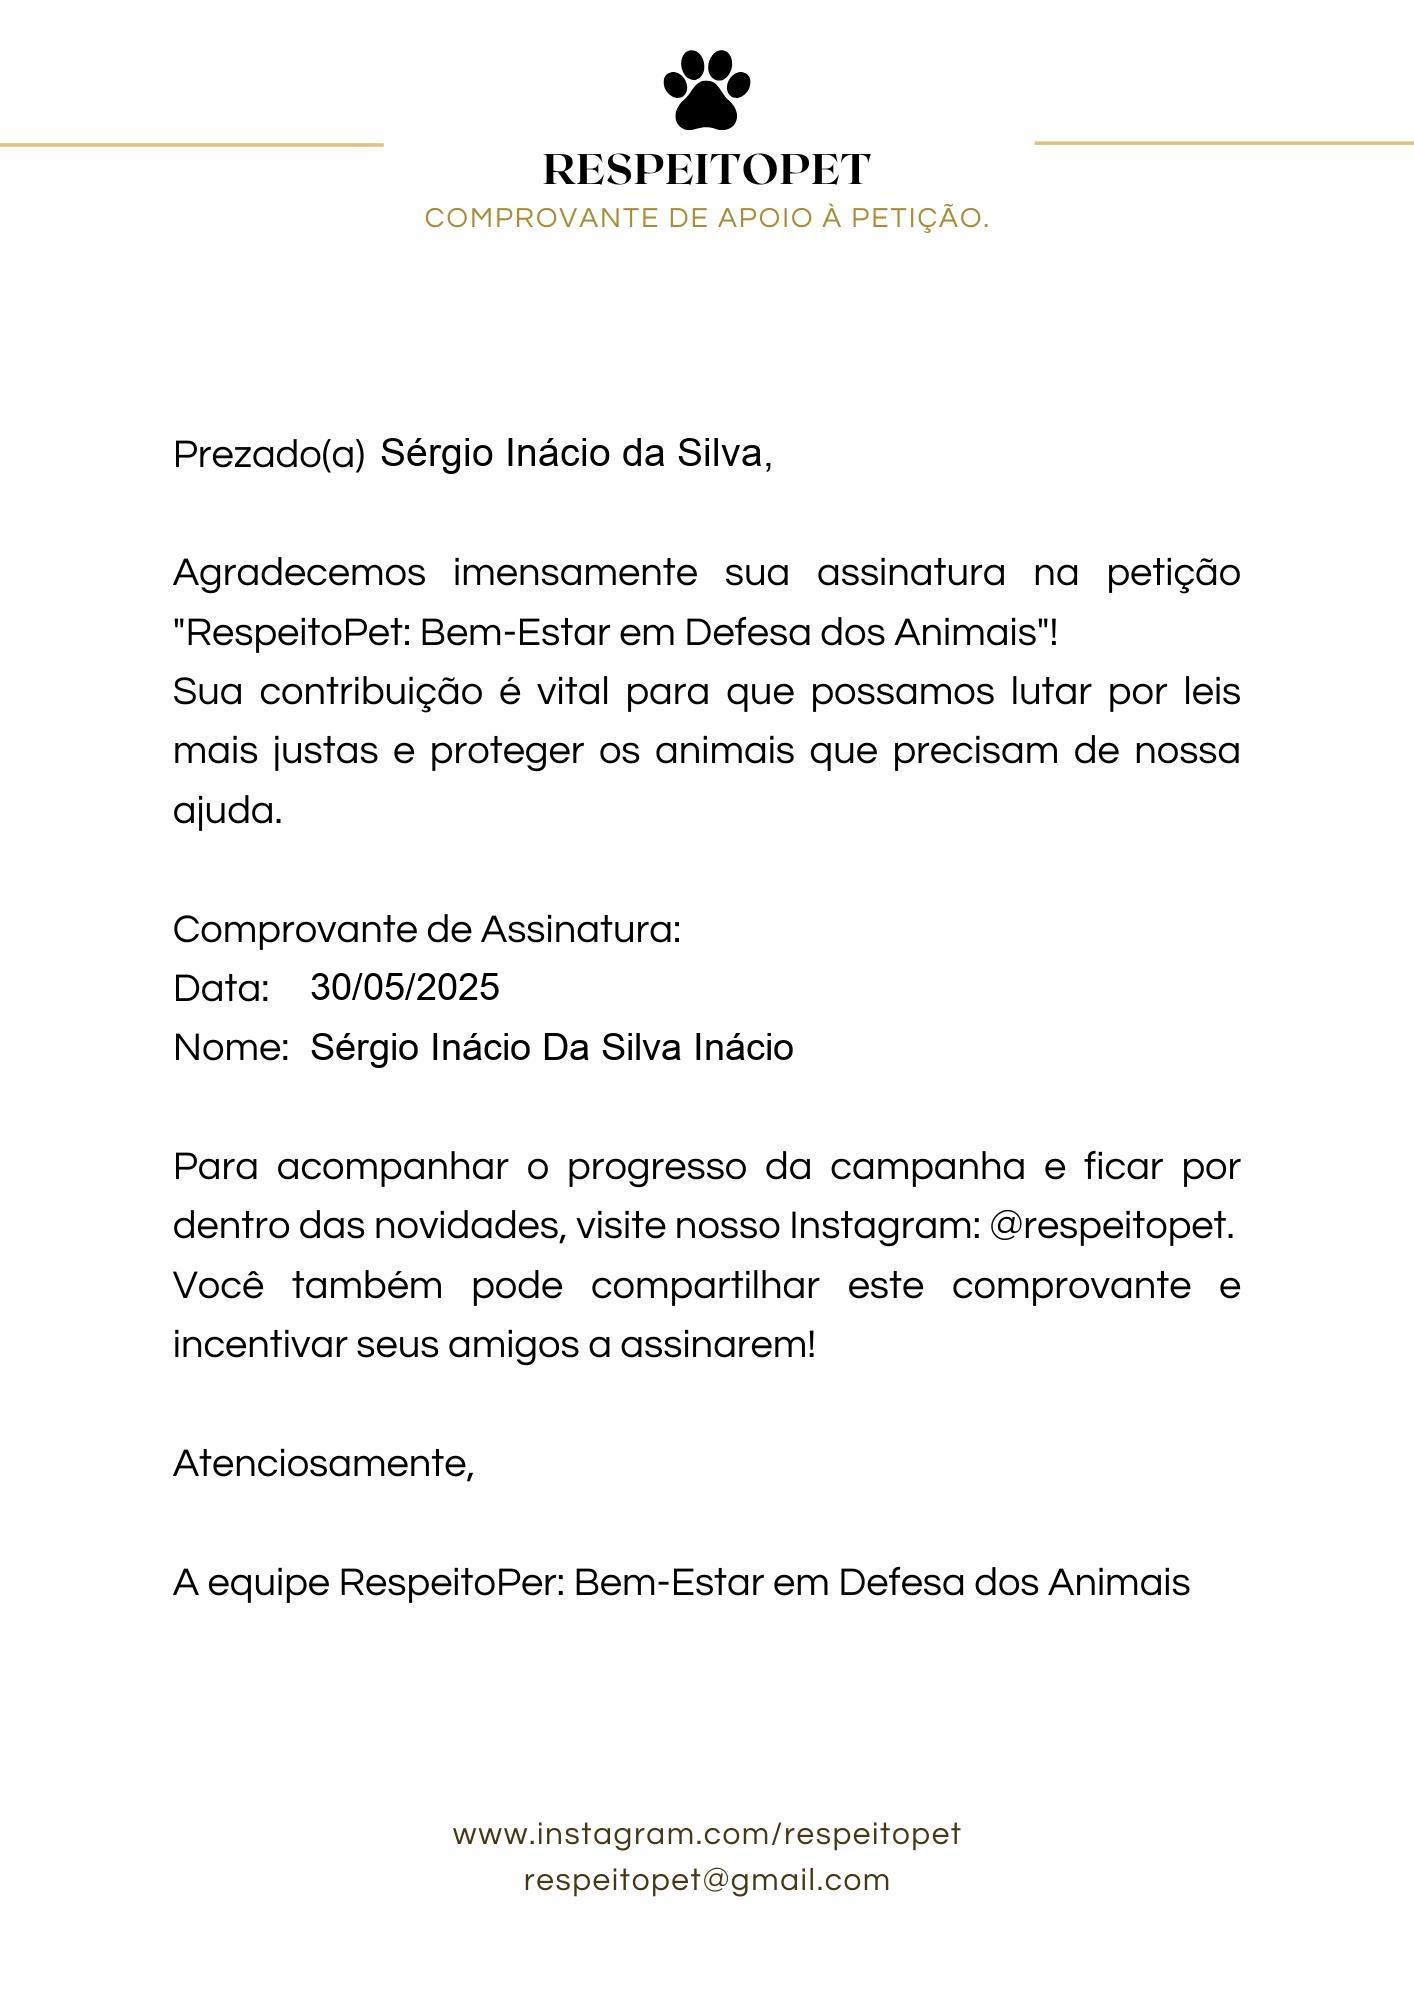 RESPEITOPET
COMPROVANTE DE APOIO À PETIÇÃO.
Prezado(a) Sérgio Inácio da Silva,
Agradecemos imensamente sua assinatura na petição
"RespeitoPet: Bem-Estar em Defesa dos Animais"!
Sua contribuição é vital para que possamos lutar por leis
mais justas e proteger os animais que precisam de nossa
ajuda.
Comprovante de Assinatura:
Data: 30/05/2025
Nome: Sérgio Inácio Da Silva Inácio
Para acompanhar o progresso da campanha e ficar por
dentro das novidades, visite nosso Instagram: @respeitopet.
Você também pode compartilhar este comprovante e
incentivar seus amigos a assinarem!
Atenciosamente,
A equipe RespeitoPer: Bem-Estar em Defesa dos Animais
www.instagram.com/respeitopet
respeitopet@gmail.com